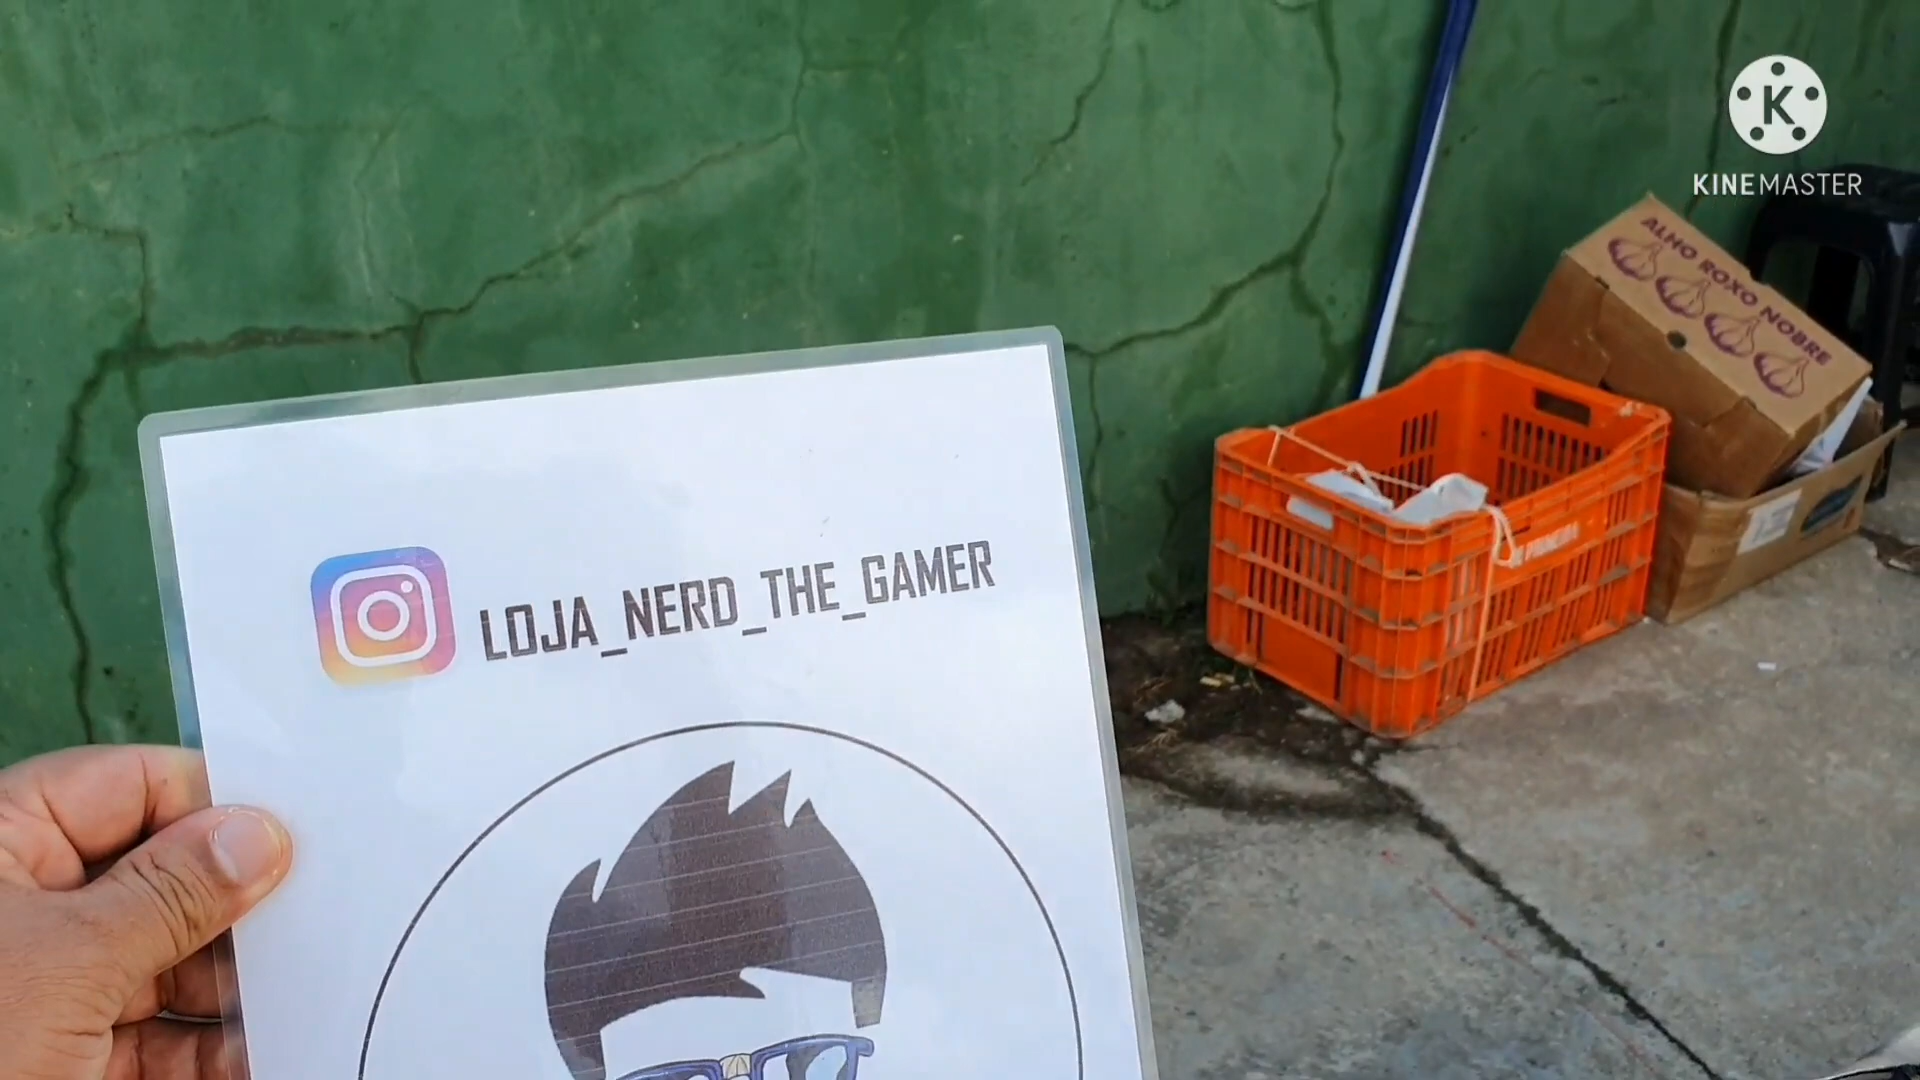 K
KINEMASTER
ALHO ROXO NOBRE
LOJA_NERD_THE_GAMER